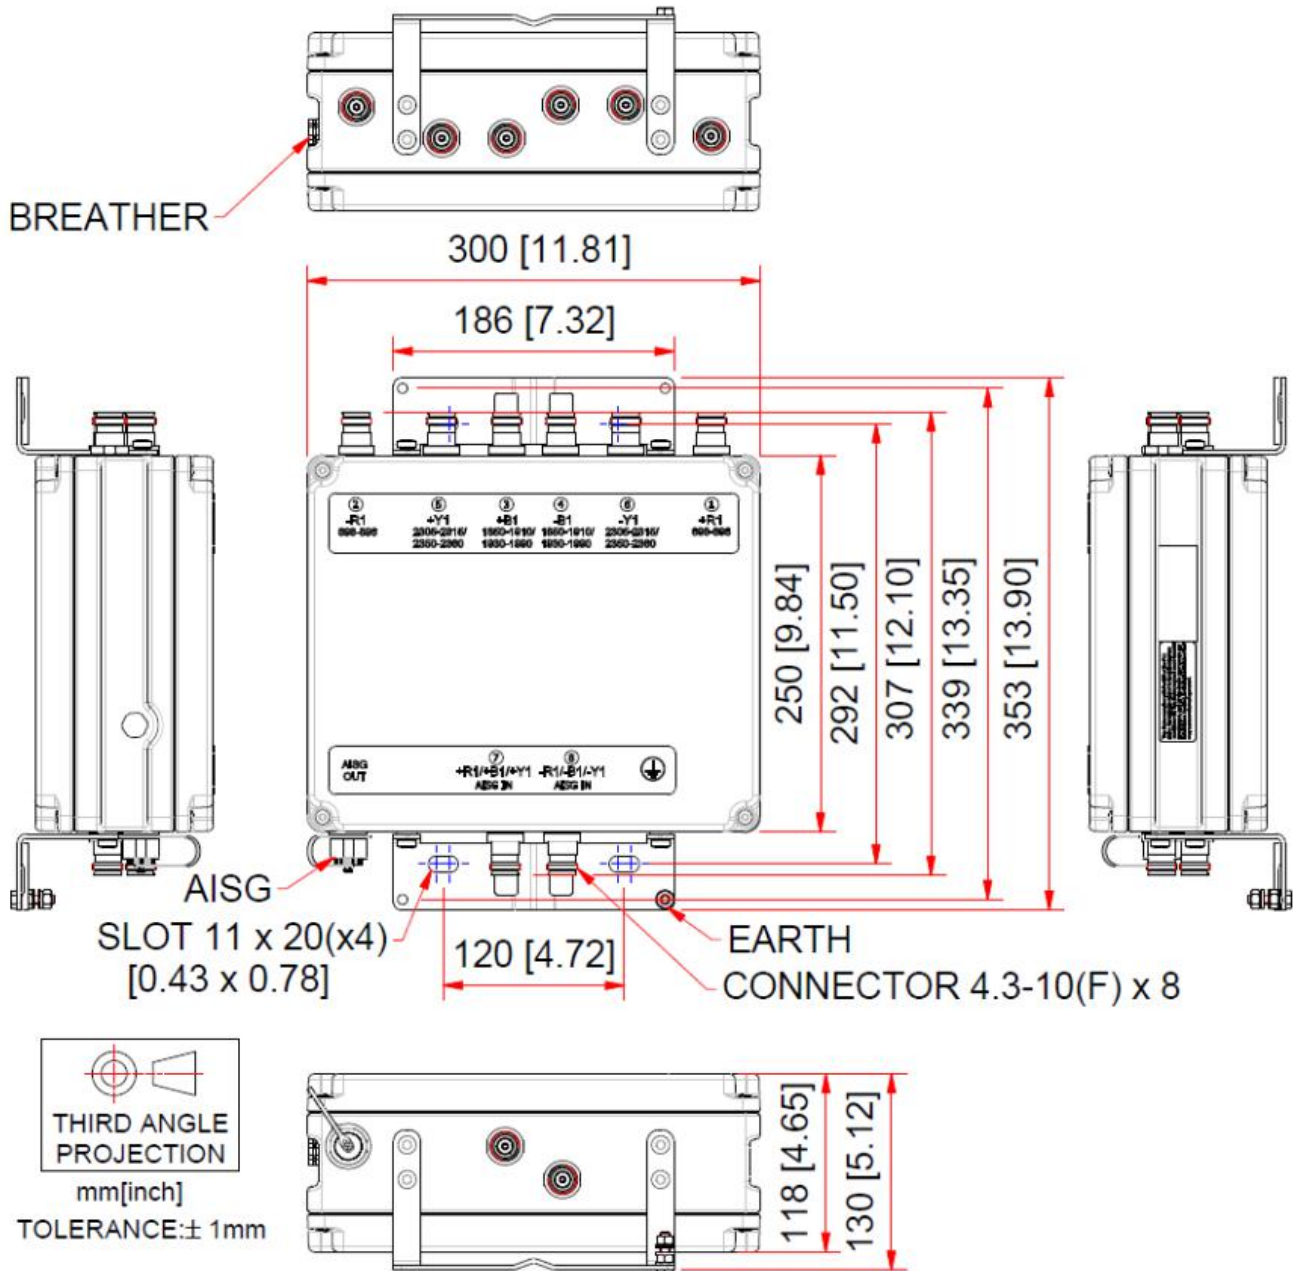 BREATHER
300 [11.81]
186 [7.32]
② ⑤ ③ ④ ⑥ ①
-R1 +Y1 +B1 -B1 -Y1 +R1
698-896 2305-2315/ 1850-1910/ 1850-1910/ 2305-2315/ 698-896
2350-2360 1930-1990 1930-1990 2350-2360
250 [9.84]
292 [11.50]
307 [12.10]
339 [13.35]
353 [13.90]
AISG
OUT
⑦ ⑧
+R1/+B1/+Y1 -R1/-B1/-Y1
AISG IN AISG IN
AISG
SLOT 11 x 20(x4)
[0.43 x 0.78]
120 [4.72]
EARTH
CONNECTOR 4.3-10(F) x 8
THIRD ANGLE
PROJECTION
mm[inch]
TOLERANCE:± 1mm
118 [4.65]
130 [5.12]